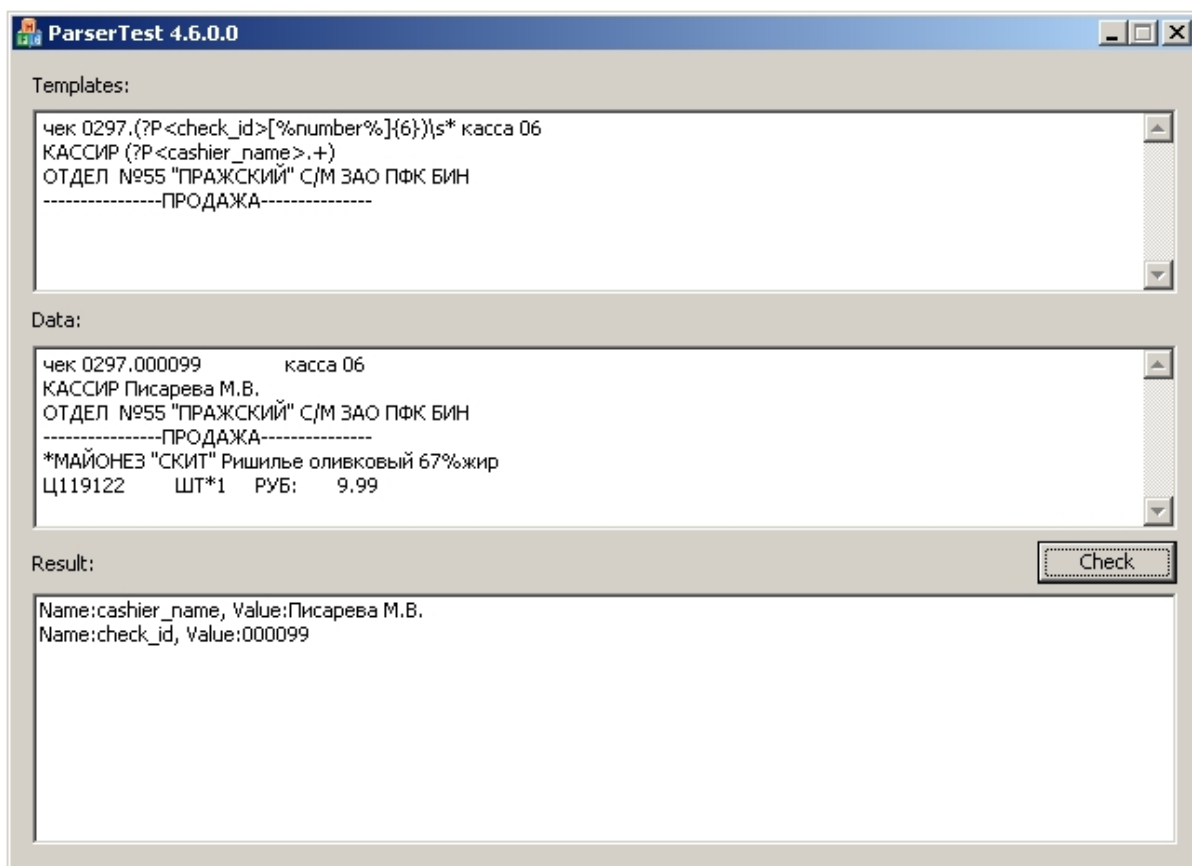 ParserTest 4.6.0.0
Templates:
чек 0297.(?P<check_id>[%number%]{6})\s* касса 06
КАССИР (?P<cashier_name>.+)
ОТДЕЛ  №55 "ПРАЖСКИЙ" С/М ЗАО ПФК БИН
----------------ПРОДАЖА---------------
Data:
чек 0297.000099               касса 06
КАССИР Писарева М.В.
ОТДЕЛ  №55 "ПРАЖСКИЙ" С/М ЗАО ПФК БИН
----------------ПРОДАЖА---------------
*МАЙОНЕЗ "СКИТ" Ришилье оливковый 67%жир
Ц119122         ШТ*1     РУБ:       9.99
Result:
Check
Name:cashier_name, Value:Писарева М.В.
Name:check_id, Value:000099